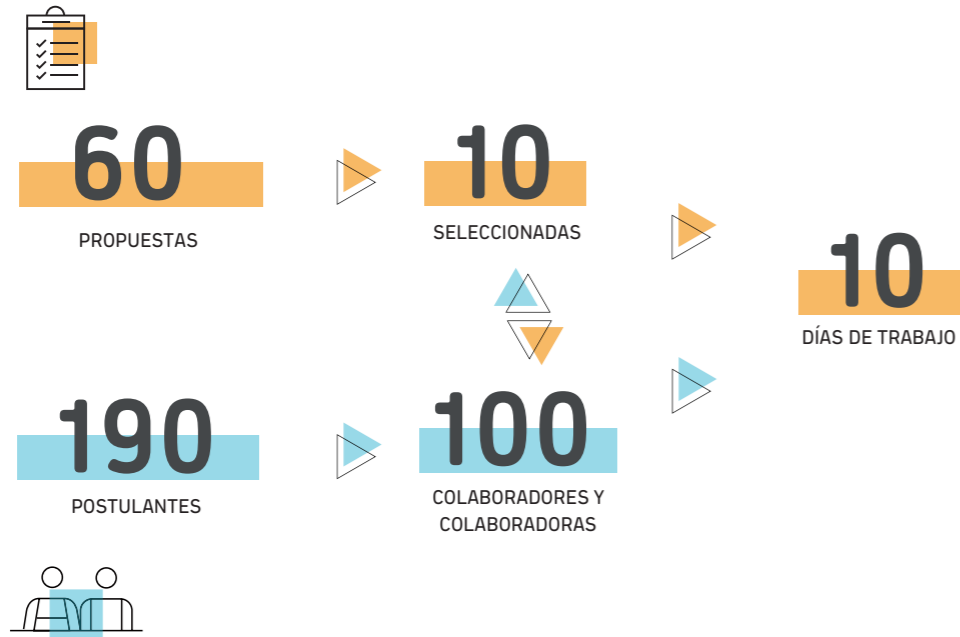 60
PROPUESTAS
10
SELECCIONADAS
10
DÍAS DE TRABAJO
190
POSTULANTES
100
COLABORADORES Y
COLABORADORAS